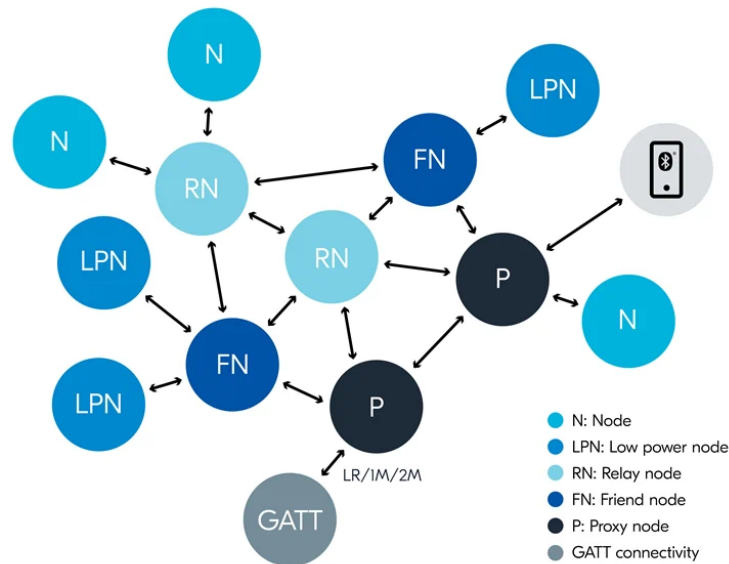 N
LPN
N
FN
RN
LPN
RN
P
N
FN
LPN
P
LR/1M/2M
GATT
N: Node
LPN: Low power node
RN: Relay node
FN: Friend node
P: Proxy node
GATT connectivity